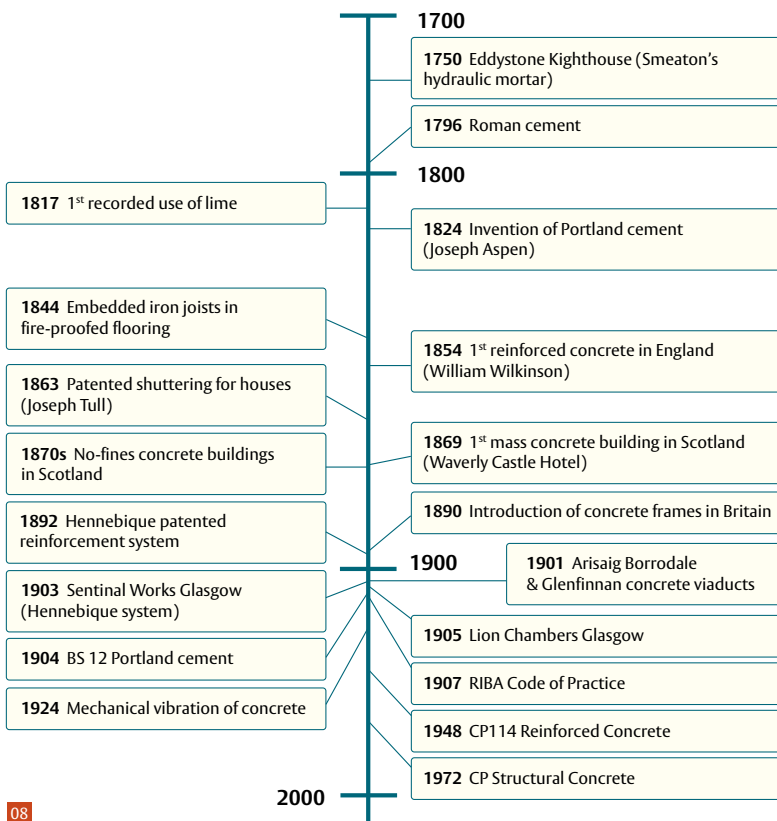 1700
1750 Eddystone Kighthouse (Smeaton's
hydraulic mortar)
1796 Roman cement
1800
1817 1st recorded use of lime
1824 Invention of Portland cement
(Joseph Aspen)
1844 Embedded iron joists in
fire-proofed flooring
1854 1st reinforced concrete in England
(William Wilkinson)
1863 Patented shuttering for houses
(Joseph Tull)
1869 1st mass concrete building in Scotland
(Waverly Castle Hotel)
1870s No-fines concrete buildings
in Scotland
1890 Introduction of concrete frames in Britain
1892 Hennebique patented
reinforcement system
1900
1901 Arisaig Borrodale
& Glenfinnan concrete viaducts
1903 Sentinal Works Glasgow
(Hennebique system)
1904 BS 12 Portland cement
1905 Lion Chambers Glasgow
1907 RIBA Code of Practice
1924 Mechanical vibration of concrete
1948 CP114 Reinforced Concrete
1972 CP Structural Concrete
2000
08